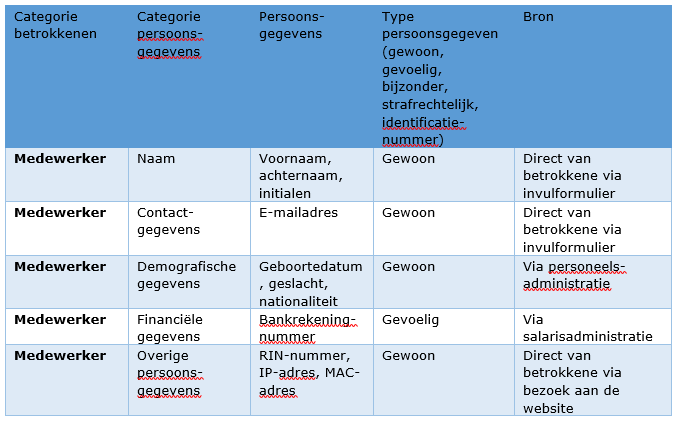 Categorie betrokkenen
Categorie persoons-gegevens
Persoons-gegevens
Type persoonsgegeven (gewoon, gevoelig, bijzonder, strafrechtelijk, identificatie-nummer)
Bron
Medewerker
Naam
Voornaam, achternaam, initialen
Gewoon
Direct van betrokkene via invulformulier
Medewerker
Contact-gegevens
E-mailadres
Gewoon
Direct van betrokkene via invulformulier
Medewerker
Demografische gegevens
Geboortedatum, geslacht, nationaliteit
Gewoon
Via personeels-administratie
Medewerker
Financiële gegevens
Bankrekening-nummer
Gevoelig
Via salarisadministratie
Medewerker
Overige persoons-gegevens
RIN-nummer, IP-adres, MAC-adres
Gewoon
Direct van betrokkene via bezoek aan de website